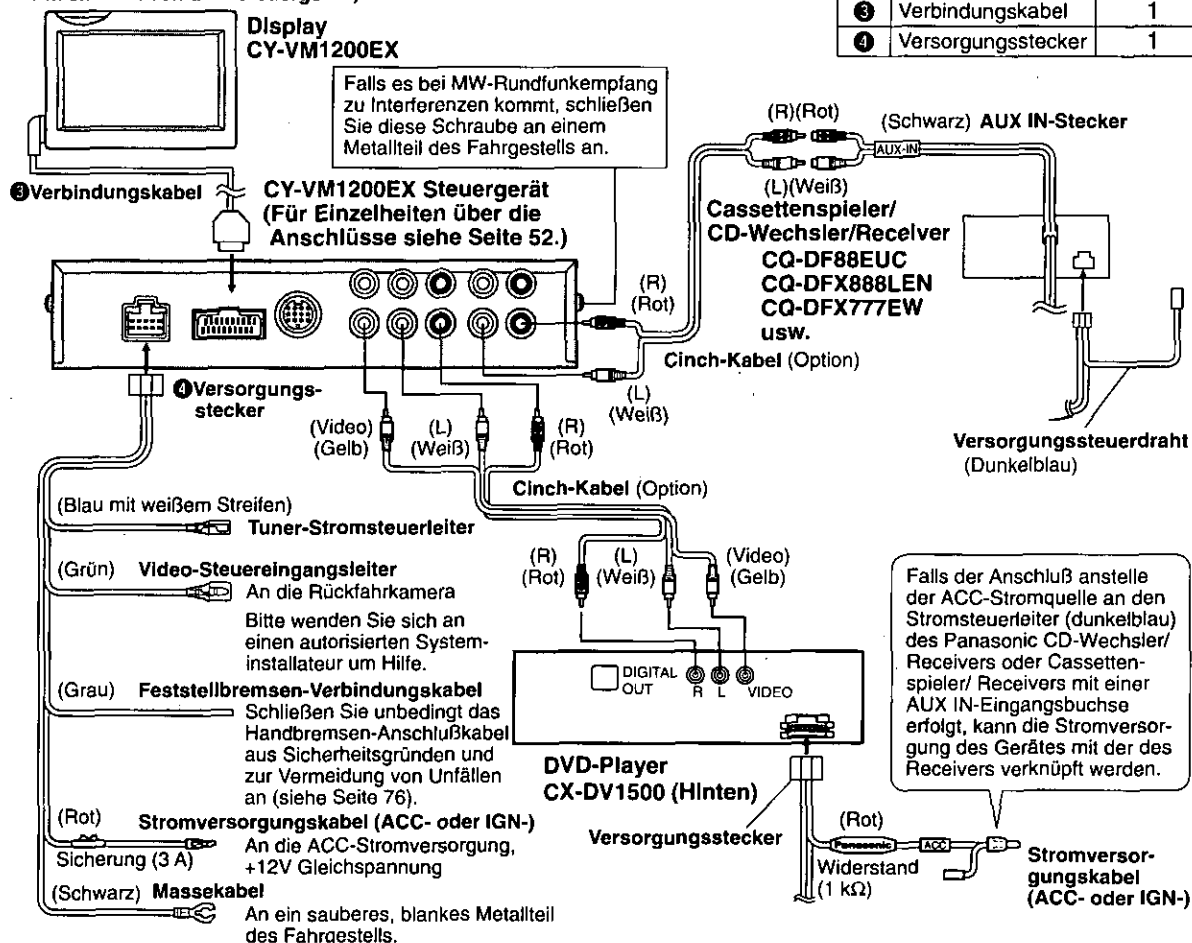 ❸ Verbindungskabel 1
❹ Versorgungsstecker 1
Display
CY-VM1200EX
Falls es bei MW-Rundfunkempfang
zu Interferenzen kommt, schließen
Sie diese Schraube an einem
Metallteil des Fahrgestells an.
(R)(Rot)
(Schwarz) AUX IN-Stecker
AUX-IN
(L)(Weiß)
❸Verbindungskabel
CY-VM1200EX Steuergerät
(Für Einzelheiten über die
Anschlüsse siehe Seite 52.)
Cassettenspieler/
CD-Wechsler/Receiver
CQ-DF88EUC
CQ-DFX888LEN
CQ-DFX777EW
usw.
(R)
(Rot)
Cinch-Kabel (Option)
(L)
(Weiß)
❹Versorgungs-
stecker
(Video)
(Gelb)
(L)
(Weiß)
(R)
(Rot)
Versorgungssteuerdraht
(Dunkelblau)
Cinch-Kabel (Option)
(Blau mit weißem Streifen)
Tuner-Stromsteuerleiter
(Grün) Video-Steuereingangsleiter
An die Rückfahrkamera
Bitte wenden Sie sich an
einen autorisierten System-
installateur um Hilfe.
(R)
(Rot)
(L)
(Weiß)
(Video)
(Gelb)
Falls der Anschluß anstelle
der ACC-Stromquelle an den
Stromsteuerleiter (dunkelblau)
des Panasonic CD-Wechsler/
Receivers oder Cassetten-
spieler/ Receivers mit einer
AUX IN-Eingangsbuchse
erfolgt, kann die Stromversor-
gung des Gerätes mit der des
Receivers verknüpft werden.
(Grau) Feststellbremsen-Verbindungskabel
Schließen Sie unbedingt das
Handbremsen-Anschlußkabel
aus Sicherheitsgründen und
zur Vermeidung von Unfällen
an (siehe Seite 76).
DIGITAL
OUT
R L VIDEO
DVD-Player
CX-DV1500 (Hinten)
Versorgungsstecker
(Rot)
Panasonic
ACC
Widerstand
(1 kΩ)
Stromversor-
gungskabel
(ACC- oder IGN-)
(Rot) Stromversorgungskabel (ACC- oder IGN-)
Sicherung (3 A)
An die ACC-Stromversorgung,
+12V Gleichspannung
(Schwarz) Massekabel
An ein sauberes, blankes Metallteil
des Fahrgestells.